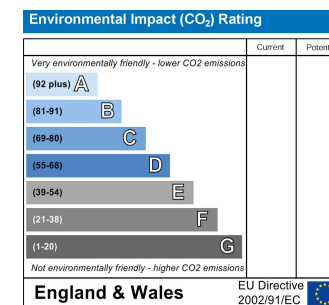 Environmental Impact (CO₂) Rating
Current Poten
Very environmentally friendly - lower CO2 emissions
(92 plus) A
(81-91) B
(69-80) C
(55-68) D
(39-54) E
(21-38) F
(1-20) G
Not environmentally friendly - higher CO2 emissions
England & Wales
EU Directive
2002/91/EC